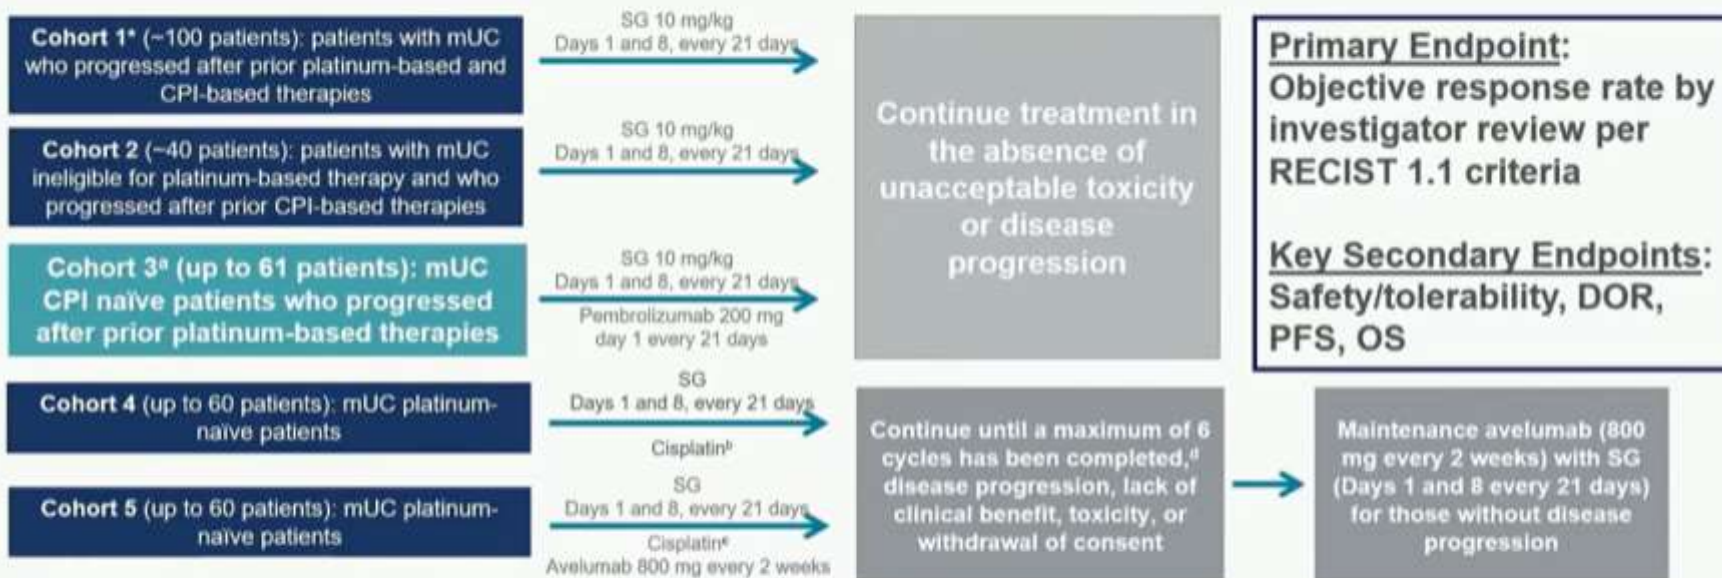 Cohort 1* (~100 patients): patients with mUC
who progressed after prior platinum-based and
CPI-based therapies
SG 10 mg/kg
Days 1 and 8, every 21 days
Cohort 2 (~40 patients): patients with mUC
ineligible for platinum-based therapy and who
progressed after prior CPI-based therapies
SG 10 mg/kg
Days 1 and 8, every 21 days
Cohort 3ª (up to 61 patients): mUC
CPI naïve patients who progressed
after prior platinum-based therapies
SG 10 mg/kg
Days 1 and 8, every 21 days
Pembrolizumab 200 mg
day 1 every 21 days
Continue treatment in
the absence of
unacceptable toxicity
or disease
progression
Primary Endpoint:
Objective response rate by
investigator review per
RECIST 1.1 criteria
Key Secondary Endpoints:
Safety/tolerability, DOR,
PFS, OS
Cohort 4 (up to 60 patients): mUC platinum-
naïve patients
SG
Days 1 and 8, every 21 days
Cisplatinᵇ
Cohort 5 (up to 60 patients): mUC platinum-
naïve patients
SG
Days 1 and 8, every 21 days
Cisplatin
Avelumab 800 mg every 2 weeks
Continue until a maximum of 6
cycles has been completed,ᵈ
disease progression, lack of
clinical benefit, toxicity, or
withdrawal of consent
Maintenance avelumab (800
mg every 2 weeks) with SG
(Days 1 and 8 every 21 days)
for those without disease
progression